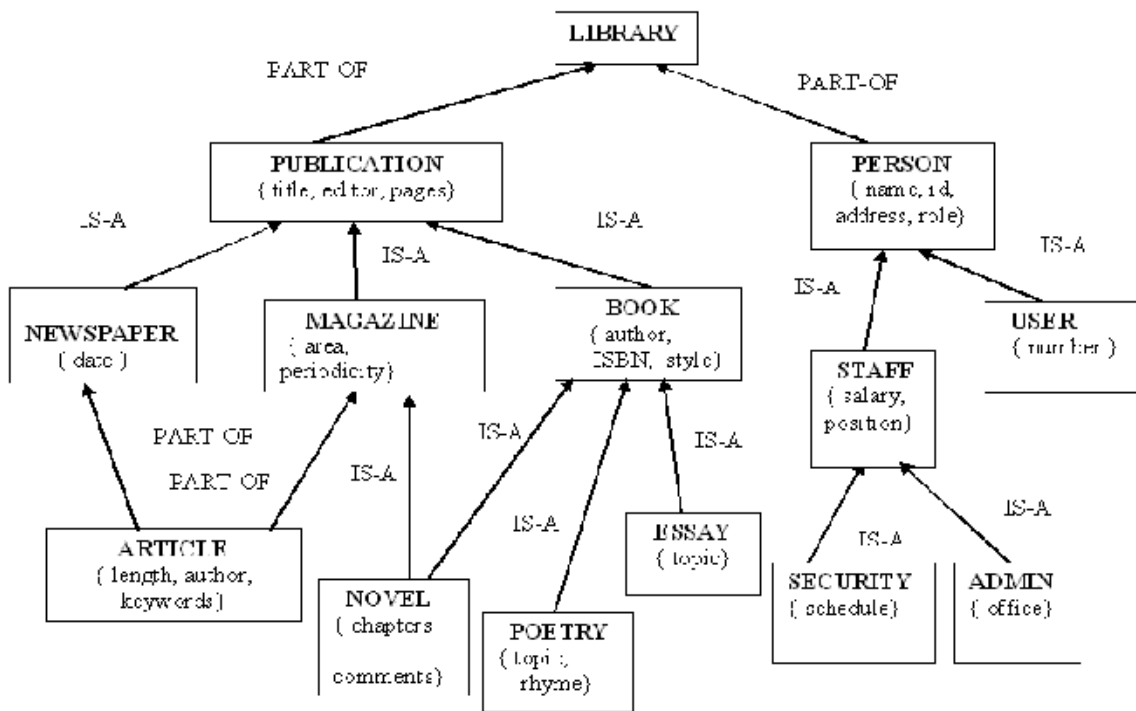 LIBRARY
PART OF
PART-OF
PUBLICATION
{ title, editor, pages}
PERSON
{ name, id,
address, role}
IS-A
IS-A
IS-A
IS-A
IS-A
NEWSPAPER
{ date }
MAGAZINE
{ area,
periodicity}
BOOK
{ author,
ISBN, style}
USER
{ number }
STAFF
{ salary,
position}
PART OF
PART OF
IS-A
IS-A
IS-A
IS-A
IS-A
IS-A
ARTICLE
{ length, author,
keywords}
NOVEL
{ chapters
comments}
POETRY
{ topic,
rhyme}
ESSAY
{ topic}
SECURITY
{ schedule}
ADMIN
{ office}